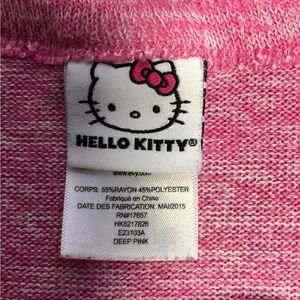 HELLO KITTY®
www.evy.com
CORPS: 55%RAYON 45%POLYESTER
Fabriqué en Chine
DATE DES FABRICATION: MAI/2015
RN#17657
HK8217826
E23103A
DEEP PINK